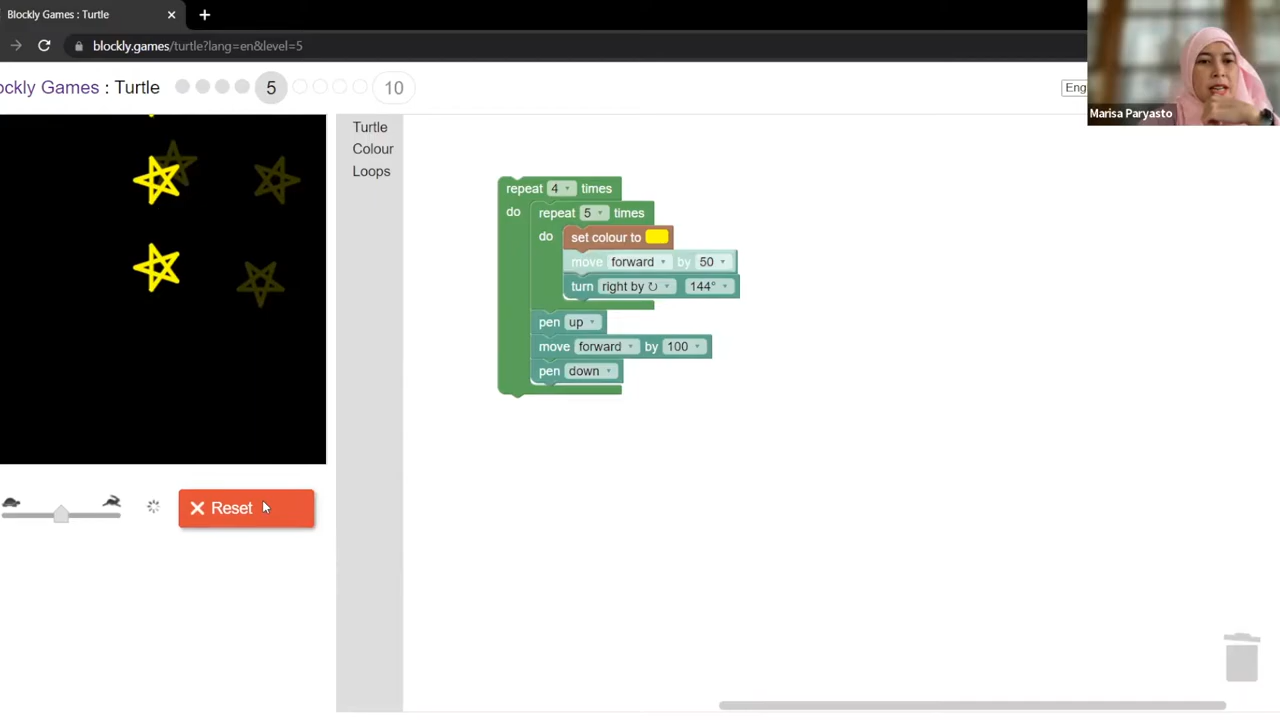 Blockly Games : Turtle
blockly.games/turtle?lang=en&level=5
ockly Games : Turtle
5
10
Eng
Marisa Paryasto
Turtle
Colour
Loops
repeat 4 times
do
repeat 5 times
do
set colour to
move forward by 50
turn right by ↻ 144°
pen up
move forward by 100
pen down
Reset